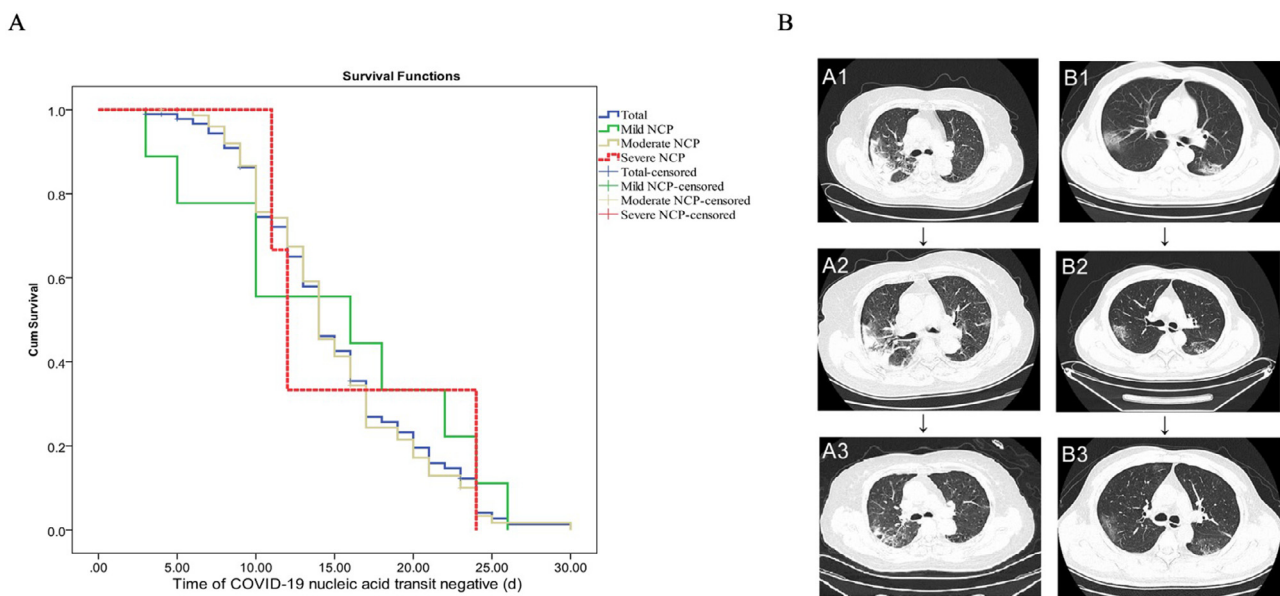 A
B
Survival Functions
1.0
0.8
0.6
0.4
0.2
0.0
Cum Survival
.00 5.00 10.00 15.00 20.00 25.00 30.00
Time of COVID-19 nucleic acid transit negative (d)
Total
Mild NCP
Moderate NCP
Severe NCP
Total-censored
Mild NCP-censored
Moderate NCP-censored
Severe NCP-censored
A1
B1
A2
B2
A3
B3